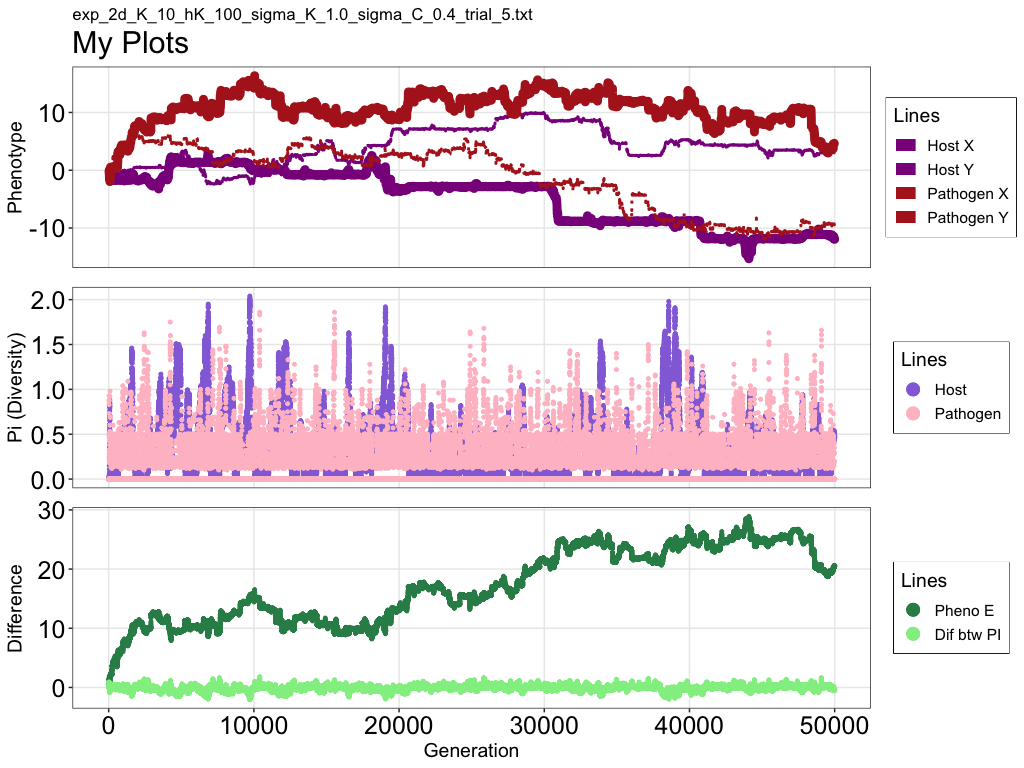 exp_2d_K_10_hK_100_sigma_K_1.0_sigma_C_0.4_trial_5.txt
My Plots
Phenotype
10
0
-10
Lines
Host X
Host Y
Pathogen X
Pathogen Y
Pi (Diversity)
2.0
1.5
1.0
0.5
0.0
Lines
Host
Pathogen
Difference
30
20
10
0
Lines
Pheno E
Dif btw PI
0 10000 20000 30000 40000 50000
Generation